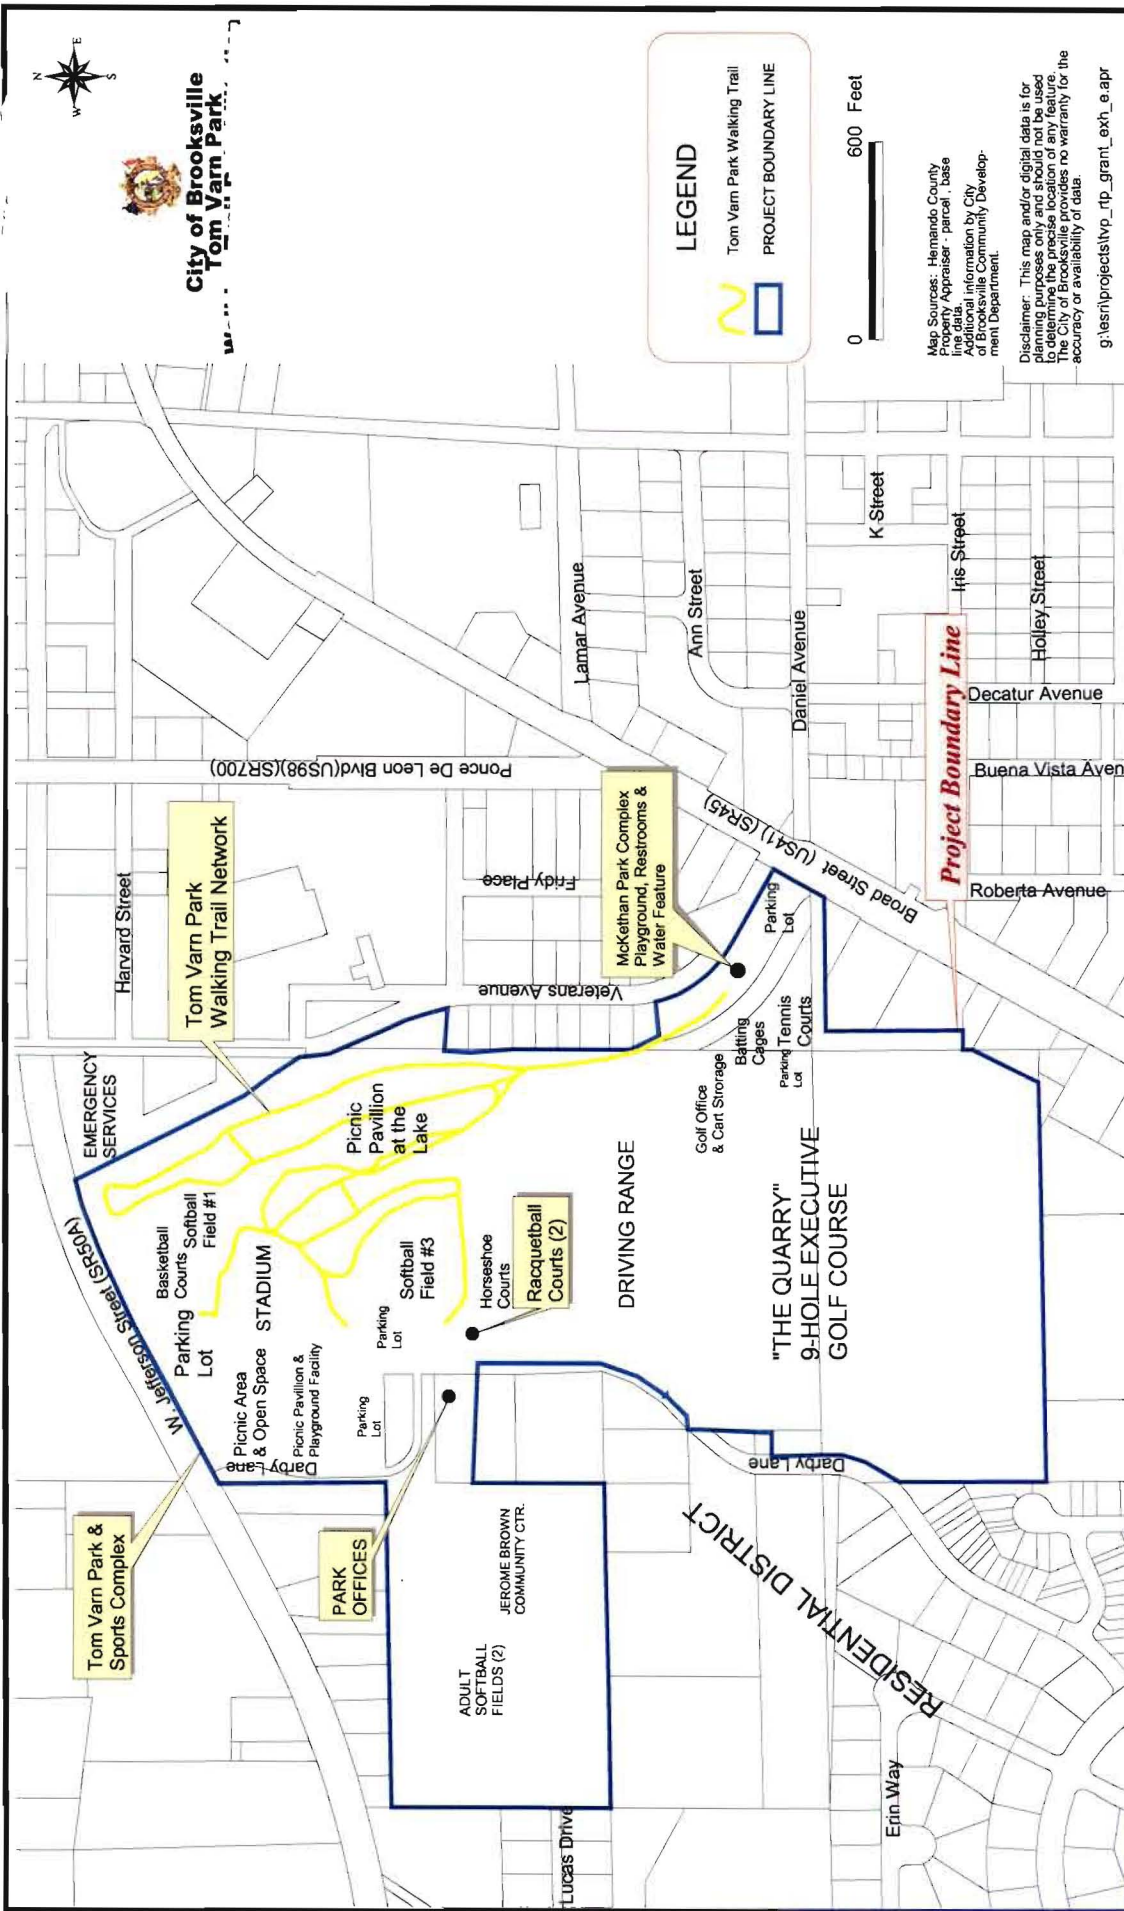 N
W
E
S
City of Brooksville
Tom Varn Park
LEGEND
Tom Varn Park Walking Trail
PROJECT BOUNDARY LINE
0 600 Feet
Map Sources: Hernando County
Property Appraiser - parcel , base
line data.
Additional information by City
of Brooksville Community Develop-
ment Department.
Disclaimer: This map and/or digital data is for
planning purposes only and should not be used
to determine the precise location of any feature.
The City of Brooksville provides no warranty for the
accuracy or availability of data.
g:\esri\projects\tvp_rtp_grant_exh_e.apr
Tom Varn Park &
Sports Complex
W. Jefferson Street (SR50A)
EMERGENCY
SERVICES
Harvard Street
Tom Varn Park
Walking Trail Network
Ponce De Leon Blvd(US98)(SR700)
Basketball
Courts
Softball
Field #1
Parking
Lot
STADIUM
Picnic Area
& Open Space
Darby Lane
Picnic Pavillion &
Playground Facility
Picnic
Pavillion
at the
Lake
Parking
Lot
Parking
Lot
Softball
Field #3
PARK
OFFICES
Horseshoe
Courts
Racquetball
Courts (2)
Veterans Avenue
Fridy Place
Lamar Avenue
Ann Street
Daniel Avenue
K Street
Iris Street
Holley Street
Decatur Avenue
Buena Vista Aven
Roberta Avenue
Broad Street (US41) (SR45)
McKethan Park Complex
Playground, Restrooms &
Water Feature
Parking
Lot
Batting
Cages
Tennis
Courts
Parking
Lot
Golf Office
& Cart Strorage
DRIVING RANGE
"THE QUARRY"
9-HOLE EXECUTIVE
GOLF COURSE
Project Boundary Line
JEROME BROWN
COMMUNITY CTR.
ADULT
SOFTBALL
FIELDS (2)
Darby Lane
RESIDENTIAL DISTRICT
Lucas Drive
Erin Way